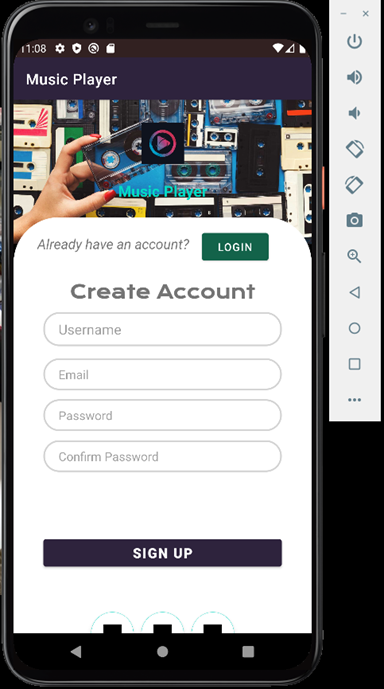 11:08
Music Player
Music Player
Already have an account? LOGIN
Create Account
Username
Email
Password
Confirm Password
SIGN UP